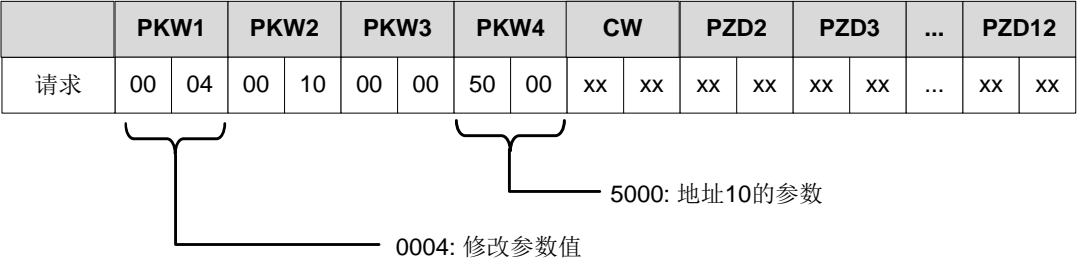 PKW1 PKW2 PKW3 PKW4 CW PZD2 PZD3 ... PZD12
请求 00 04 00 10 00 00 50 00 xx xx xx xx xx xx ... xx xx
5000: 地址10的参数
0004: 修改参数值